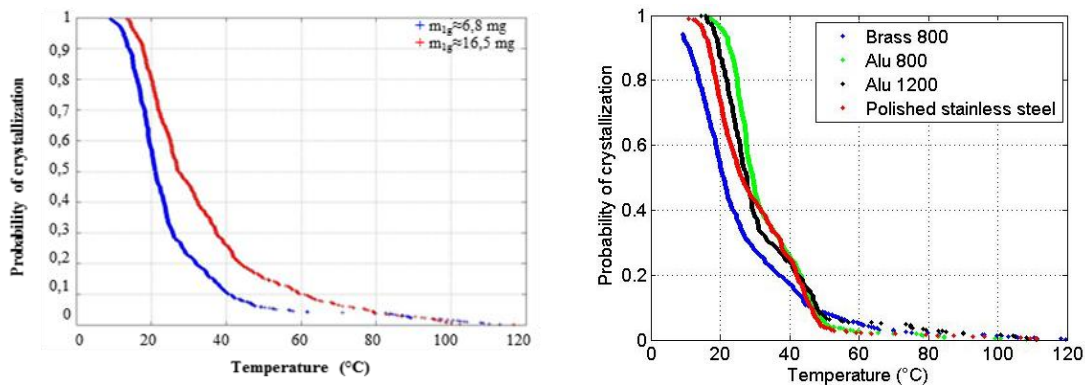 1
0,9
0,8
0,7
0,6
0,5
0,4
0,3
0,2
0,1
0
0 20 40 60 80 100 120
Probability of crystallization
Temperature (°C)
m1g≈6,8 mg
m1g≈16,5 mg
1
0.8
0.6
0.4
0.2
0
0 20 40 60 80 100 120
Probability of crystallization
Temperature (°C)
Brass 800
Alu 800
Alu 1200
Polished stainless steel